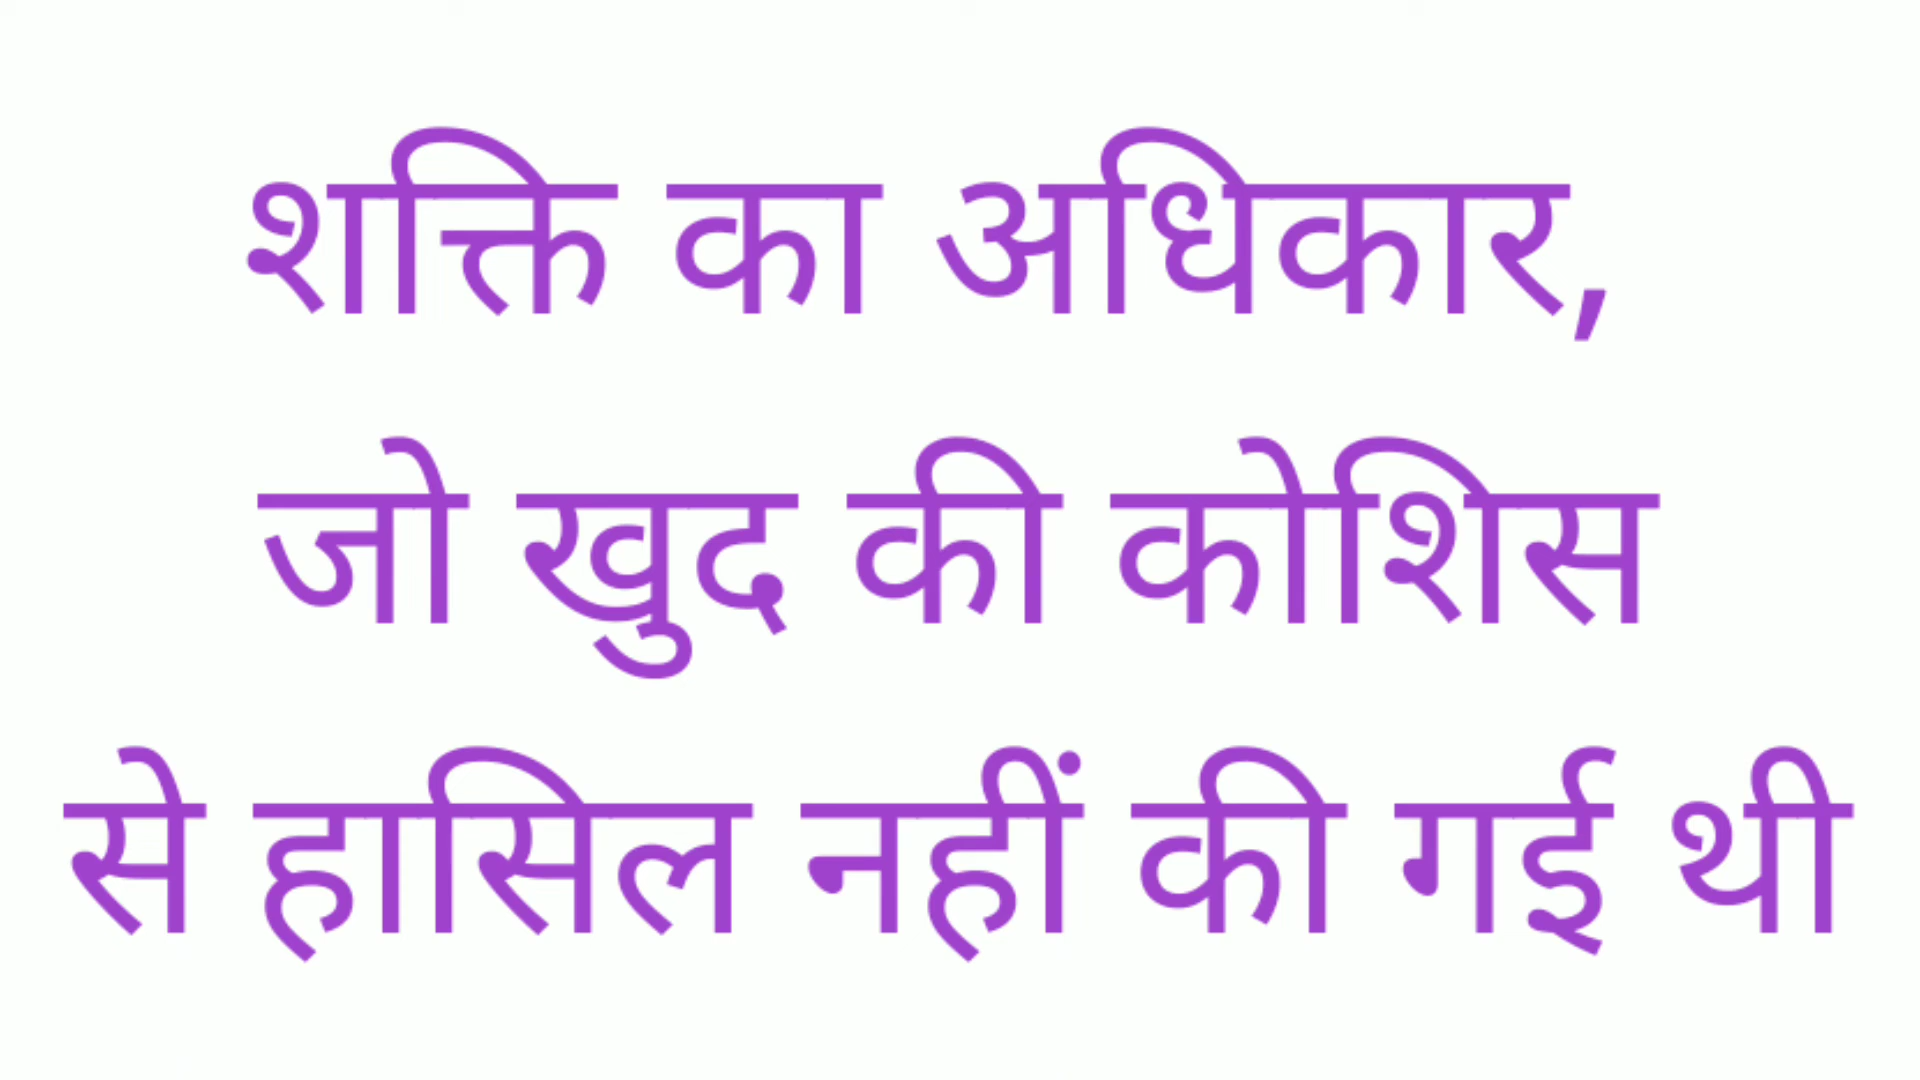 शक्ति का अधिकार,
जो खुद की कोशिस
से हासिल नहीं की गई थी